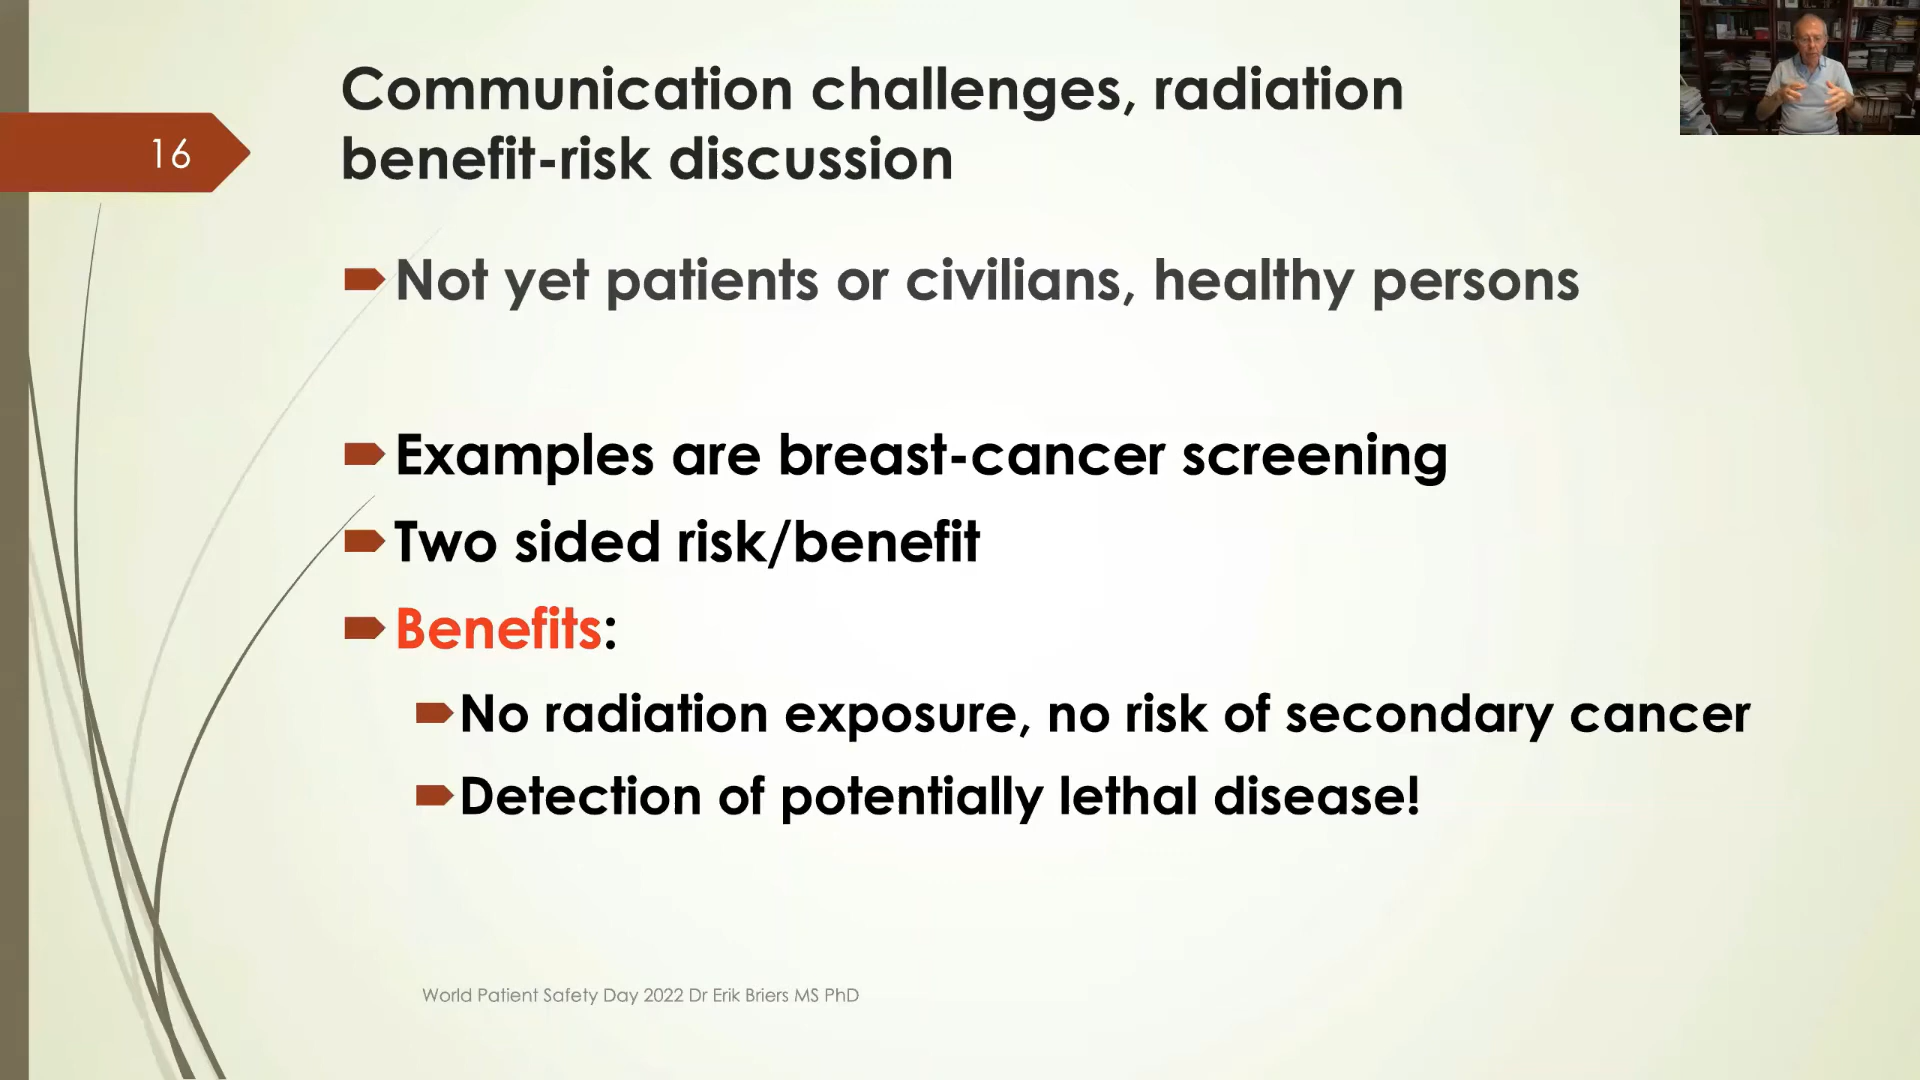 16
Communication challenges, radiation
benefit-risk discussion
Not yet patients or civilians, healthy persons
Examples are breast-cancer screening
Two sided risk/benefit
Benefits:
No radiation exposure, no risk of secondary cancer
Detection of potentially lethal disease!
World Patient Safety Day 2022 Dr Erik Briers MS PhD